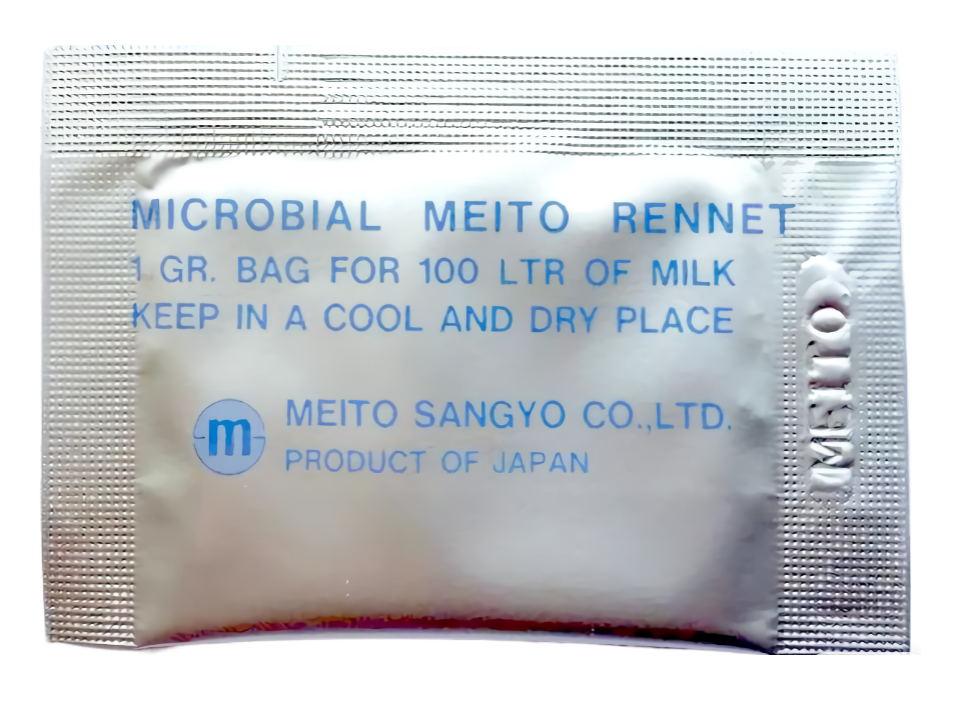 MICROBIAL MEITO RENNET
1 GR. BAG FOR 100 LTR OF MILK
KEEP IN A COOL AND DRY PLACE
m
MEITO SANGYO CO.,LTD.
PRODUCT OF JAPAN
MEITO